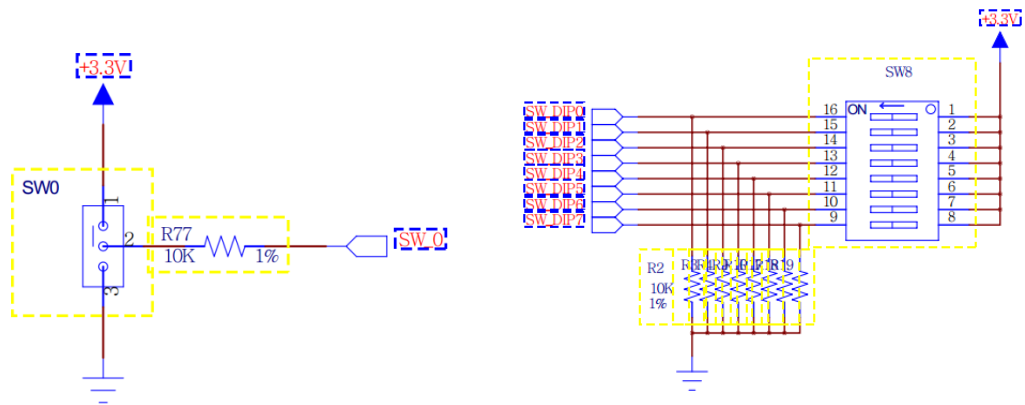 +3.3V
SW0
1
2
3
R77
10K
1%
SW_0
+3.3V
SW8
SW_DIP0
SW_DIP1
SW_DIP2
SW_DIP3
SW_DIP4
SW_DIP5
SW_DIP6
SW_DIP7
16
15
14
13
12
11
10
9
ON
1
2
3
4
5
6
7
8
R2
10K
1%